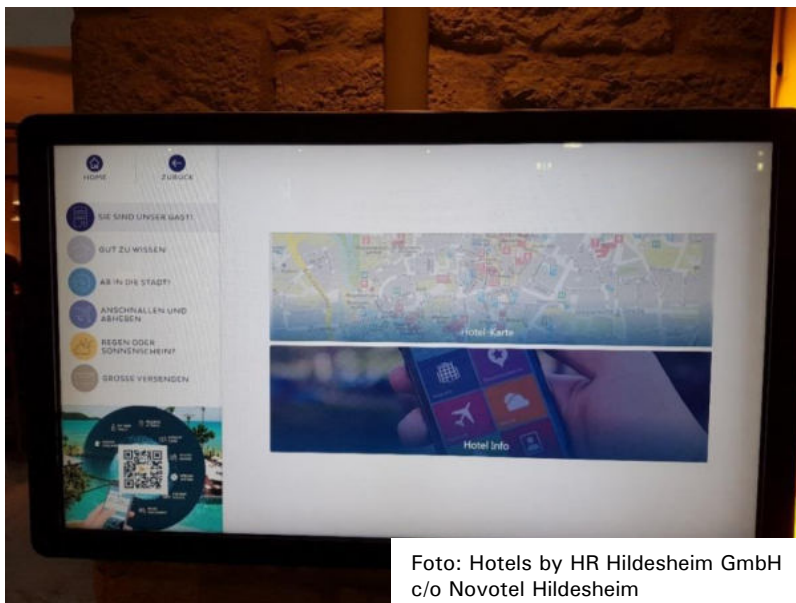 HOME
ZURÜCK
SIE SIND UNSER GAST!
GUT ZU WISSEN
AB IN DIE STADT!
ANSCHNALLEN UND
ABHEBEN
REGEN ODER
SONNENSCHEIN?
GRÜSSE VERSENDEN
Hotel-Karte
Hotel Info
Foto: Hotels by HR Hildesheim GmbH
c/o Novotel Hildesheim